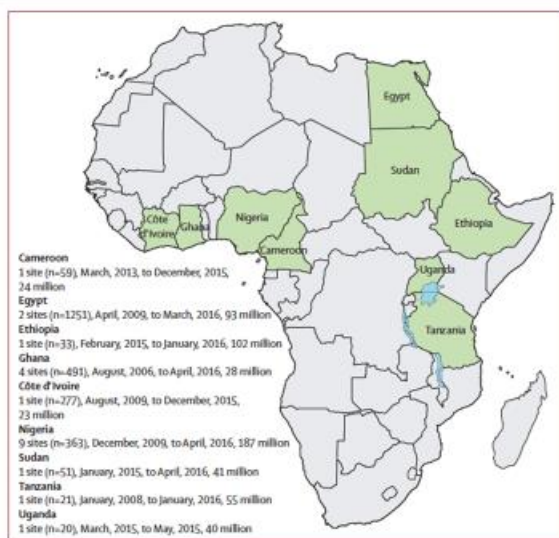 Egypt
Sudan
Côte
d'Ivoire
Ghana
Nigeria
Ethiopia
Cameroon
Uganda
Tanzania
Cameroon
1 site (n=59), March, 2013, to December, 2015,
24 million
Egypt
2 sites (n=1251), April, 2009, to March, 2016, 93 million
Ethiopia
1 site (n=33), February, 2015, to January, 2016, 102 million
Ghana
4 sites (n=491), August, 2006, to April, 2016, 28 million
Côte d'Ivoire
1 site (n=277), August, 2009, to December, 2015,
23 million
Nigeria
9 sites (n=363), December, 2009, to April, 2016, 187 million
Sudan
1 site (n=51), January, 2015, to April, 2016, 41 million
Tanzania
1 site (n=21), January, 2008, to January, 2016, 55 million
Uganda
1 site (n=20), March, 2015, to May, 2015, 40 million